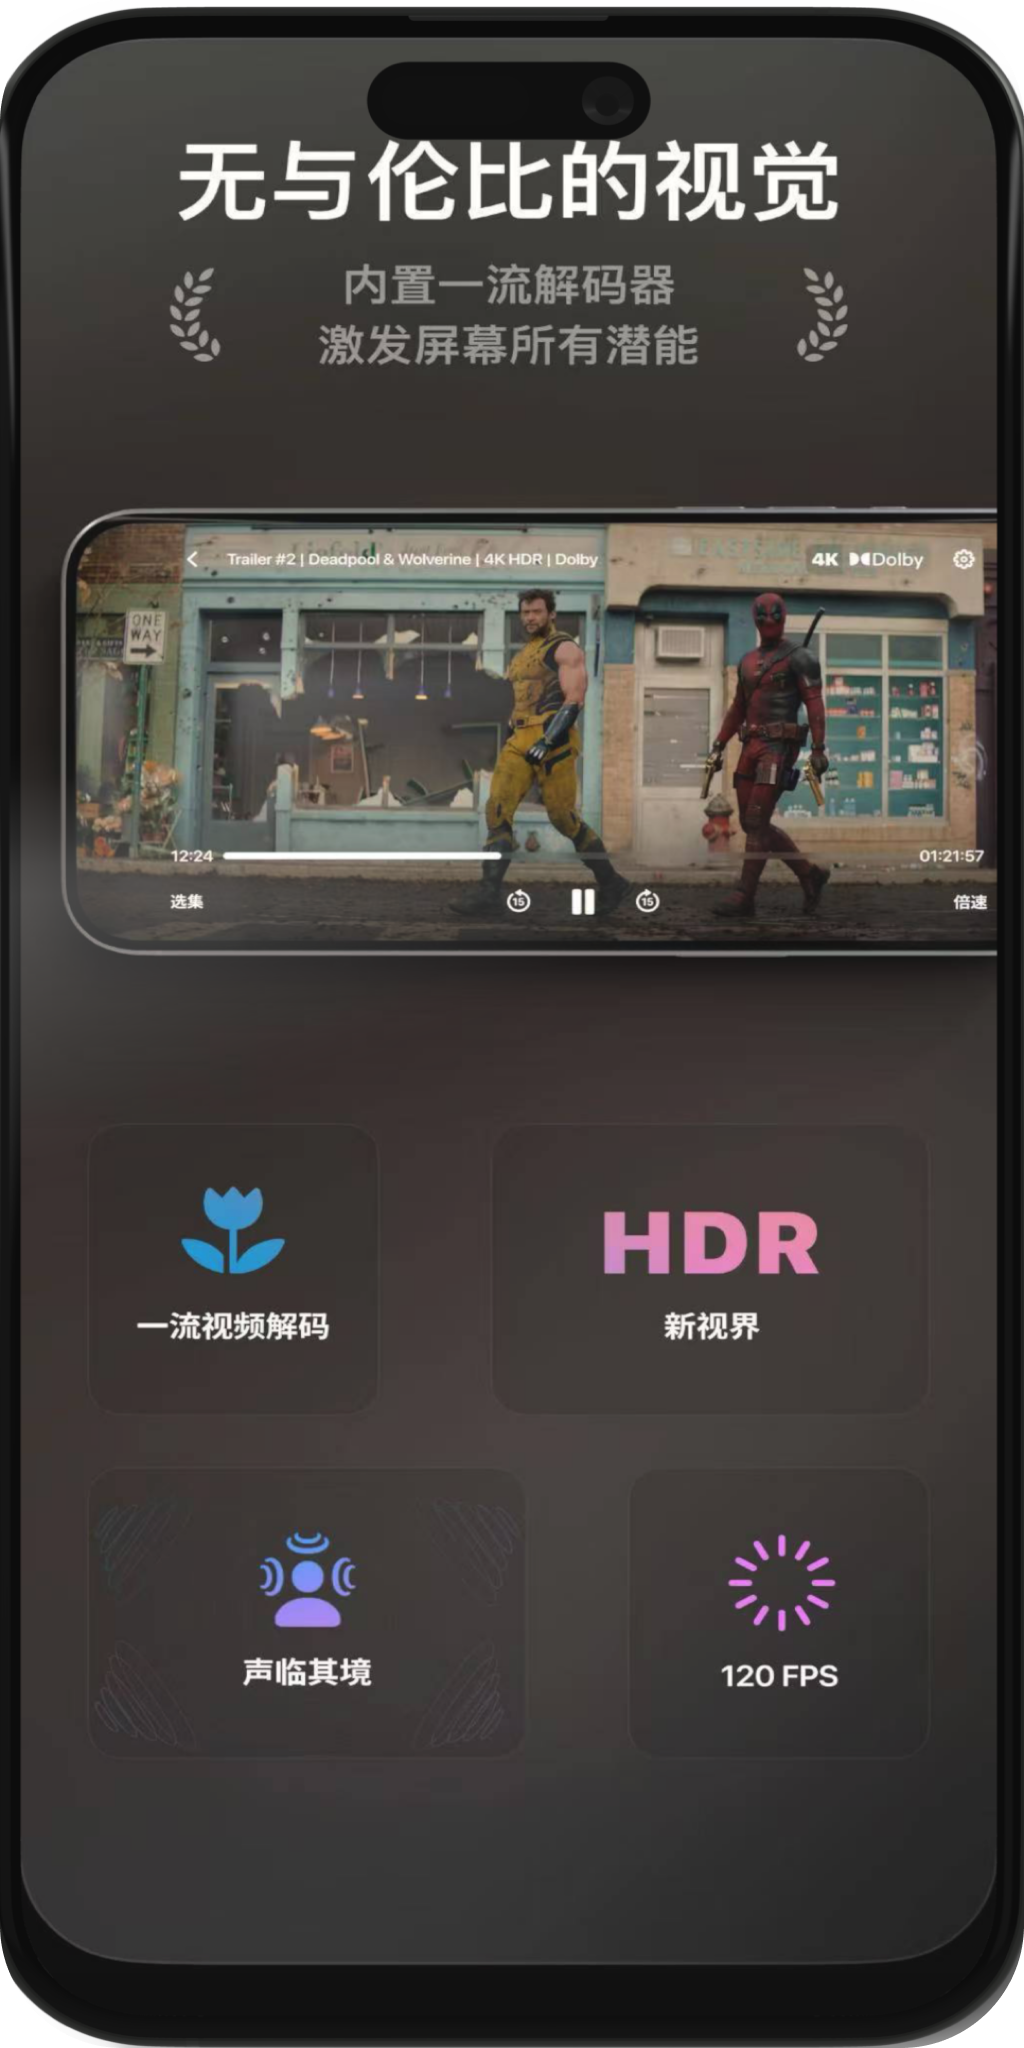 无与伦比的视觉
内置一流解码器
激发屏幕所有潜能
Trailer #2 | Deadpool & Wolverine | 4K HDR | Dolby
4K Dolby
ONE
WAY
12:24
01:21:57
选集
15
15
倍速
一流视频解码
HDR
新视界
声临其境
120 FPS